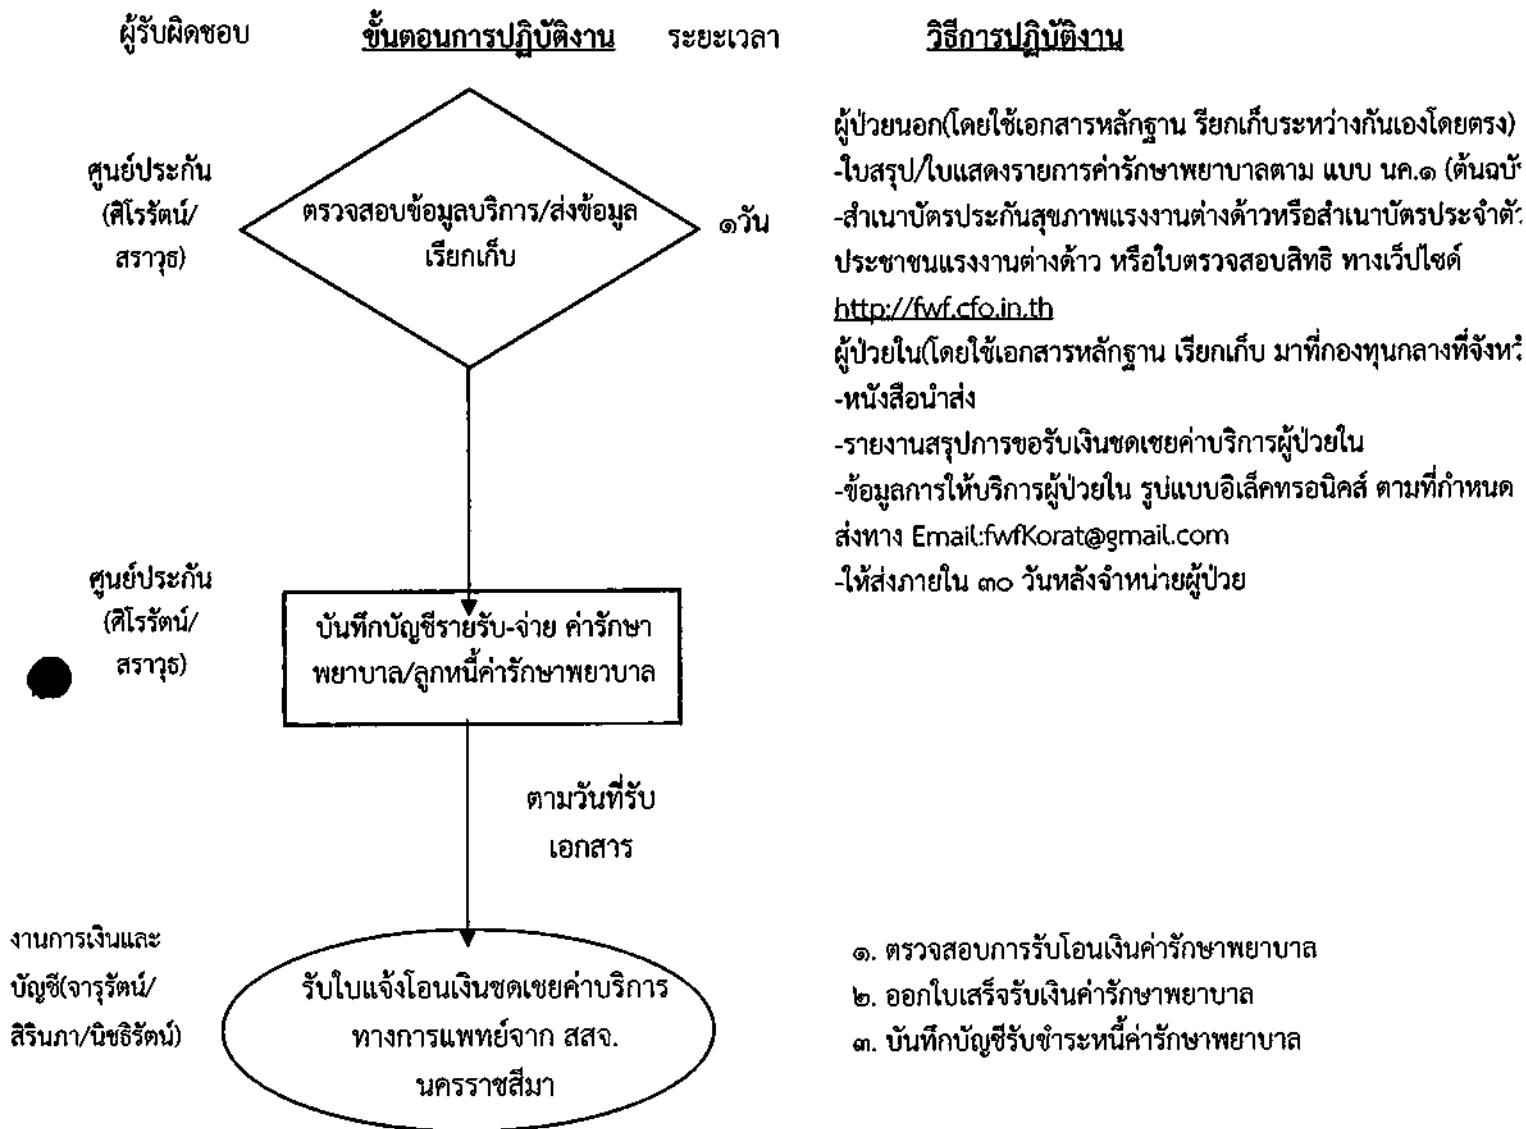 ผู้รับผิดชอบ ขั้นตอนการปฏิบัติงาน ระยะเวลา วิธีการปฏิบัติงาน
ศูนย์ประกัน
(ศิโรรัตน์/
สราวุธ)
ตรวจสอบข้อมูลบริการ/ส่งข้อมูล
เรียกเก็บ
๑วัน
ผู้ป่วยนอก(โดยใช้เอกสารหลักฐาน รียกเก็บระหว่างกันเองโดยตรง)
-ใบสรุป/ใบแสดงรายการค่ารักษาพยาบาลตาม แบบ นค.๑
-สำเนาบัตรประกันสุขภาพแรงงานต่างด้าวหรือสำเนาบัตรประจำตัว
ประชาชนแรงงานต่างด้าว หรือใบตรวจสอบสิทธิ ทางเว็ปไซด์
http://fwf.cfo.in.th
ผู้ป่วยใน(โดยใช้เอกสารหลักฐาน เรียกเก็บ มาที่กองทุนกลาง
-หนังสือนำส่ง
-รายงานสรุปการขอรับเงินชดเชยค่าบริการผู้ป่วยใน
-ข้อมูลการให้บริการผู้ป่วยใน รูปแบบอิเล็คทรอนิคส์ ตามที่กำหนด
ส่งทาง Email:fwfKorat@gmail.com
-ให้ส่งภายใน ๓๐ วันหลังจำหน่ายผู้ป่วย
ศูนย์ประกัน
(ศิโรรัตน์/
สราวุธ)
บันทึกบัญชีรายรับ-จ่าย ค่ารักษา
พยาบาล/ลูกหนี้ค่ารักษาพยาบาล
ตามวันที่รับ
เอกสาร
งานการเงินและ
บัญชี(จารุรัตน์/
สิรินภา/นิชธิรัตน์)
รับใบแจ้งโอนเงินชดเชยค่าบริการ
ทางการแพทย์จาก สสจ.
นครราชสีมา
๑. ตรวจสอบการรับโอนเงินค่ารักษาพยาบาล
๒. ออกใบเสร็จรับเงินค่ารักษาพยาบาล
๓. บันทึกบัญชีรับชำระหนี้ค่ารักษาพยาบาล